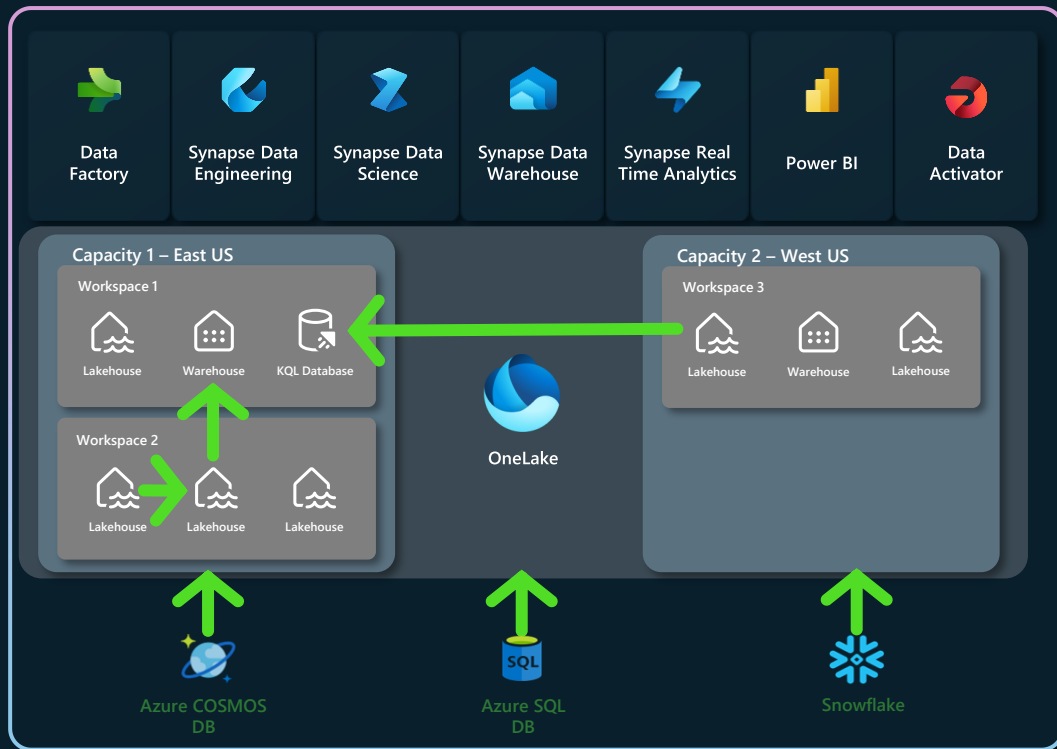 Data
Factory
Synapse Data
Engineering
Synapse Data
Science
Synapse Data
Warehouse
Synapse Real
Time Analytics
Power BI
Data
Activator
Capacity 1 – East US
Workspace 1
Lakehouse
Warehouse
KQL Database
Workspace 2
Lakehouse
Lakehouse
Lakehouse
OneLake
Capacity 2 – West US
Workspace 3
Lakehouse
Warehouse
Lakehouse
Azure COSMOS
DB
SQL
Azure SQL
DB
Snowflake